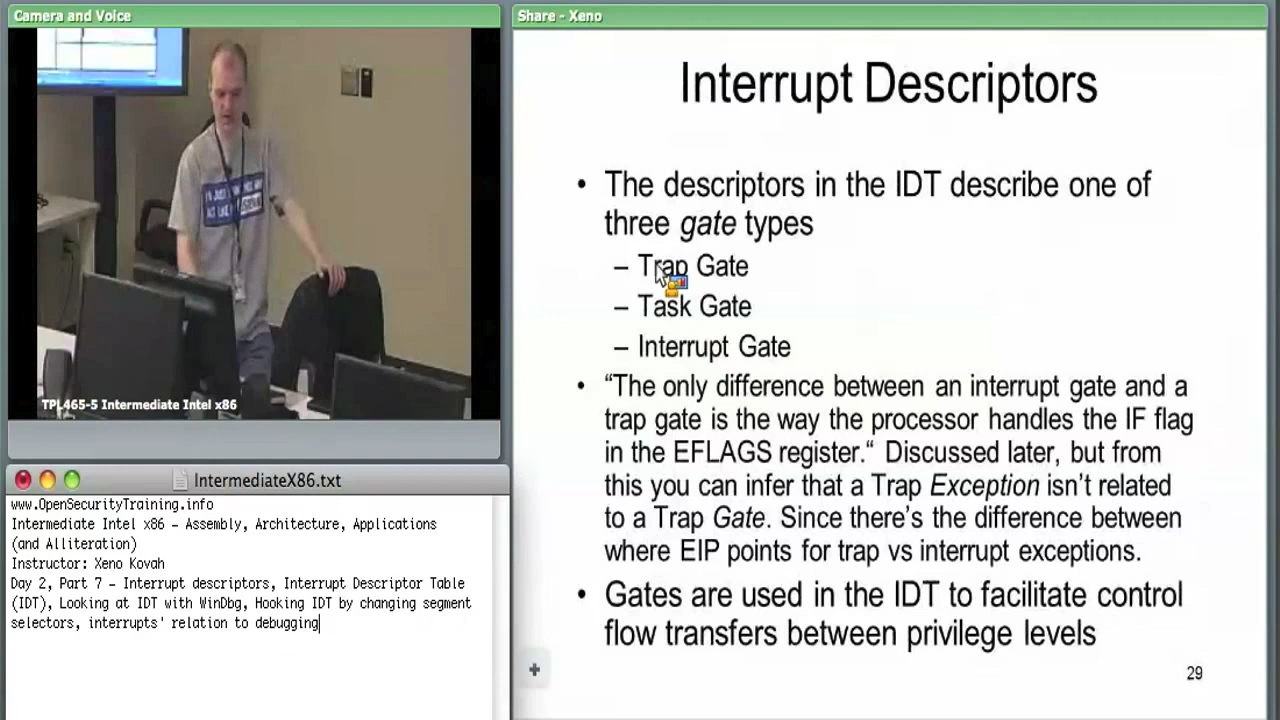 Camera and Voice
TPL465-5 Intermediate Intel x86
IntermediateX86.txt
www.OpenSecurityTraining.info
Intermediate Intel x86 – Assembly, Architecture, Applications
(and Alliteration)
Instructor: Xeno Kovah
Day 2, Part 7 – Interrupt descriptors, Interrupt Descriptor Table
(IDT), Looking at IDT with WinDbg, Hooking IDT by changing segment
selectors, interrupts' relation to debugging
Share - Xeno
Interrupt Descriptors
• The descriptors in the IDT describe one of
three gate types
– Trap Gate
– Task Gate
– Interrupt Gate
• “The only difference between an interrupt gate and a
trap gate is the way the processor handles the IF flag
in the EFLAGS register.“ Discussed later, but from
this you can infer that a Trap Exception isn’t related
to a Trap Gate. Since there’s the difference between
where EIP points for trap vs interrupt exceptions.
• Gates are used in the IDT to facilitate control
flow transfers between privilege levels
29